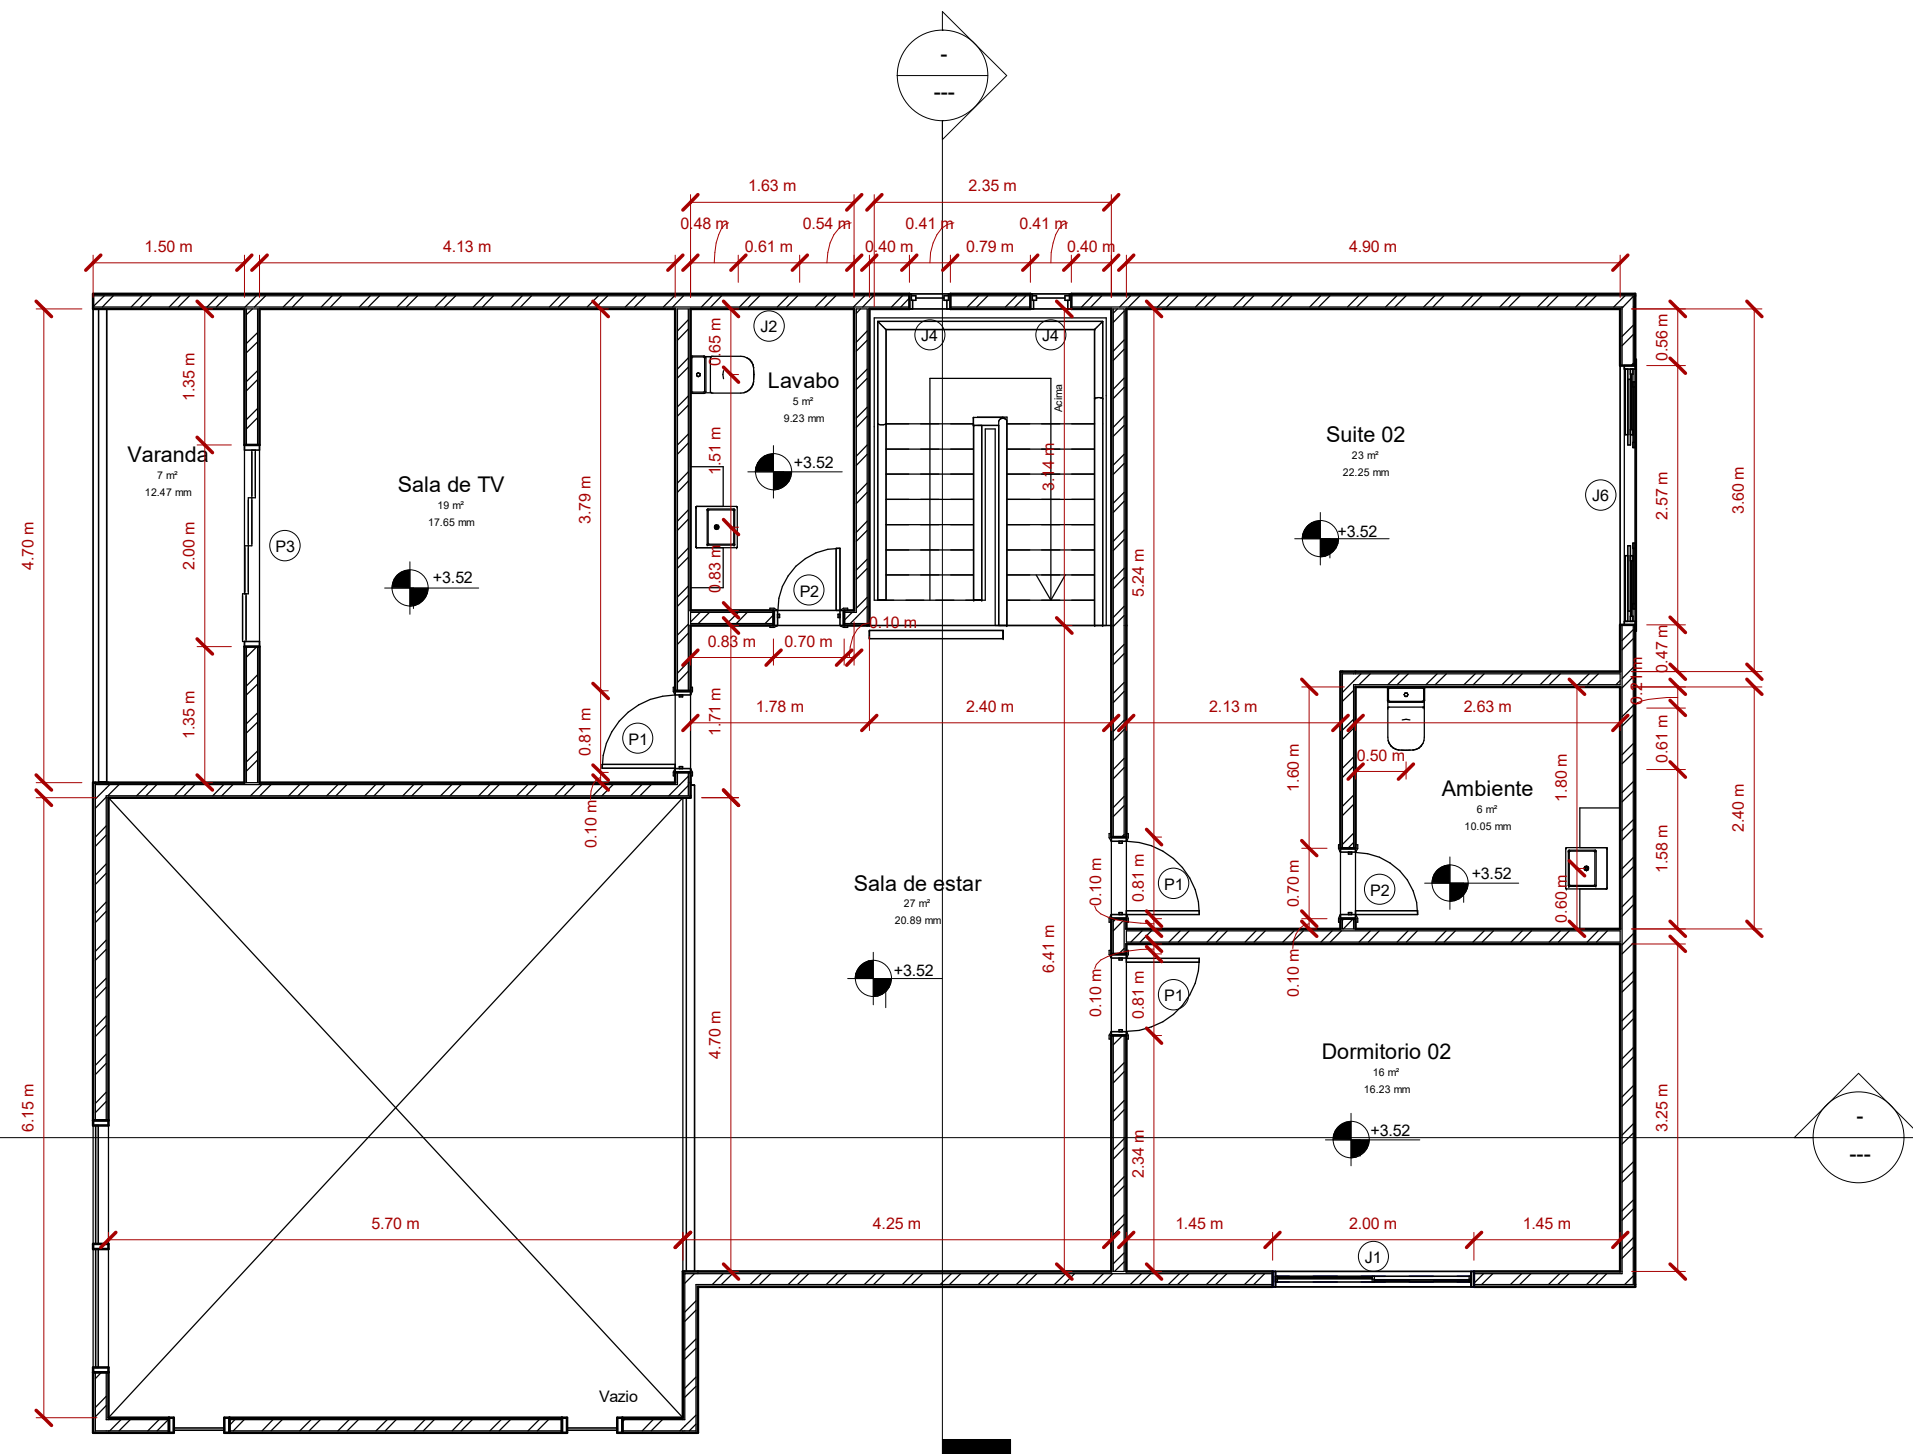 -
---
1.63 m
2.35 m
0.48 m
0.54 m
0.41 m
0.41 m
1.50 m
4.13 m
0.61 m
0.40 m
0.79 m
0.40 m
4.90 m
J2
J4
J4
0.65 m
0.56 m
1.35 m
Lavabo
5 m²
9.23 mm
Acima
Suite 02
23 m²
22.25 mm
Varanda
7 m²
12.47 mm
1.51 m
+3.52
3.14 m
Sala de TV
19 m²
17.65 mm
3.79 m
J6
2.57 m
3.60 m
4.70 m
2.00 m
P3
+3.52
+3.52
0.83 m
P2
5.24 m
0.10 m
0.83 m
0.70 m
0.47 m
0.21 m
1.35 m
1.71 m
1.78 m
2.40 m
2.13 m
2.63 m
0.81 m
P1
0.50 m
0.61 m
1.60 m
1.80 m
Ambiente
6 m²
10.05 mm
2.40 m
0.10 m
1.58 m
Sala de estar
27 m²
20.89 mm
0.10 m
0.81 m
P1
0.70 m
P2
+3.52
0.60 m
6.41 m
+3.52
0.10 m
0.81 m
P1
0.10 m
4.70 m
Dormitorio 02
16 m²
16.23 mm
6.15 m
+3.52
2.34 m
3.25 m
-
---
5.70 m
4.25 m
1.45 m
2.00 m
1.45 m
J1
Vazio